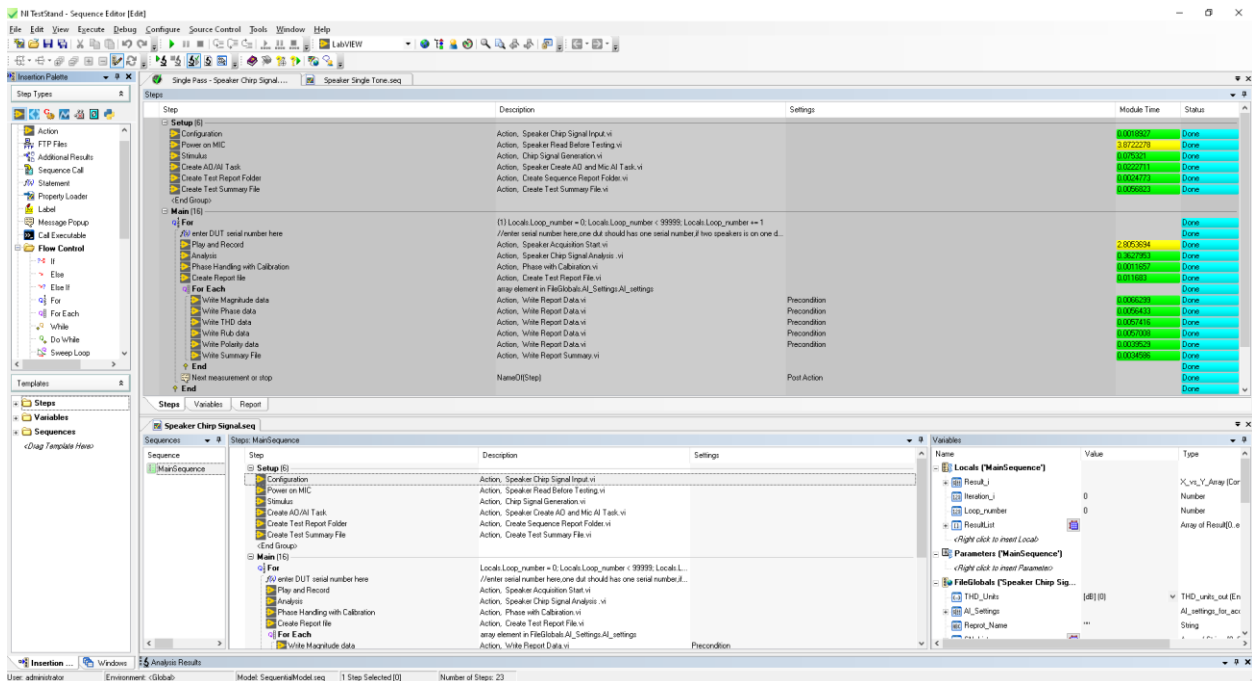 NI TestStand - Sequence Editor [Edit]
File Edit View Execute Debug Configure Source Control Tools Window Help
LabVIEW
Insertion Palette
Step Types
Action
FTP Files
Additional Results
Sequence Call
Statement
Property Loader
Label
Message Popup
Call Executable
Flow Control
If
Else
Else If
For
For Each
While
Do While
Sweep Loop
Templates
Steps
Variables
Sequences
<Drag Template Here>
Insertion ... Windows
Single Pass - Speaker Chirp Signal.... Speaker Single Tone.seq
Steps
Step Description Settings Module Time Status
Setup (6)
Configuration Action, Speaker Chirp Signal Input.vi 0.0018927 Done
Power on MIC Action, Speaker Read Before Testing.vi 3.8722278 Done
Stimulus Action, Chirp Signal Generation.vi 0.075321 Done
Create AO/AI Task Action, Speaker Create AO and Mic AI Task.vi 0.0222711 Done
Create Test Report Folder Action, Create Sequence Report Folder.vi 0.0024773 Done
Create Test Summary File Action, Create Test Summary File.vi 0.0056823 Done
<End Group>
Main (16)
For {1} Locals.Loop_number = 0; Locals.Loop_number < 99999; Locals.Loop_number += 1 Done
enter DUT serial number here //enter serial number here,one dut should has one serial number,if two speakers is on one d... Done
Play and Record Action, Speaker Acquisition Start.vi 2.8053694 Done
Analysis Action, Speaker Chirp Signal Analysis .vi 0.3627953 Done
Phase Handling with Calibration Action, Phase with Calbiration.vi 0.0011657 Done
Create Report file Action, Create Test Report File.vi 0.011683 Done
For Each array element in FileGlobals.AI_Settings.AI_settings Done
Write Magnitude data Action, Write Report Data.vi Precondition 0.0066299 Done
Write Phase data Action, Write Report Data.vi Precondition 0.0056433 Done
Write THD data Action, Write Report Data.vi Precondition 0.0057416 Done
Write Rub data Action, Write Report Data.vi Precondition 0.0057008 Done
Write Polarity data Action, Write Report Data.vi Precondition 0.0039529 Done
Write Summary File Action, Write Report Summary.vi 0.0034586 Done
End Done
Next measurement or stop NameOf(Step) Post Action Done
End Done
Steps Variables Report
Speaker Chirp Signal.seq
Sequences
Sequence
MainSequence
Steps: MainSequence
Step Description Settings
Setup (6)
Configuration Action, Speaker Chirp Signal Input.vi
Power on MIC Action, Speaker Read Before Testing.vi
Stimulus Action, Chirp Signal Generation.vi
Create AO/AI Task Action, Speaker Create AO and Mic AI Task.vi
Create Test Report Folder Action, Create Sequence Report Folder.vi
Create Test Summary File Action, Create Test Summary File.vi
<End Group>
Main (16)
For Locals.Loop_number = 0; Locals.Loop_number < 99999; Locals.L...
enter DUT serial number here //enter serial number here,one dut should has one serial number,if...
Play and Record Action, Speaker Acquisition Start.vi
Analysis Action, Speaker Chirp Signal Analysis .vi
Phase Handling with Calibration Action, Phase with Calbiration.vi
Create Report file Action, Create Test Report File.vi
For Each array element in FileGlobals.AI_Settings.AI_settings
Write Magnitude data Action, Write Report Data.vi Precondition
Variables
Name Value Type
Locals ('MainSequence')
Result_i X_vs_Y_Array (Con
Iteration_i 0 Number
Loop_number 0 Number
ResultList Array of Result[0..e
<Right click to insert Local>
Parameters ('MainSequence')
<Right click to insert Parameter>
FileGlobals ('Speaker Chirp Sig...
THD_Units [dB] (0) THD_units_out (En
AI_Settings AI_settings_for_acc
Reprot_Name "" String
Analysis Results
User: administrator Environment: <Global> Model: SequentialModel.seq 1 Step Selected [0] Number of Steps: 23